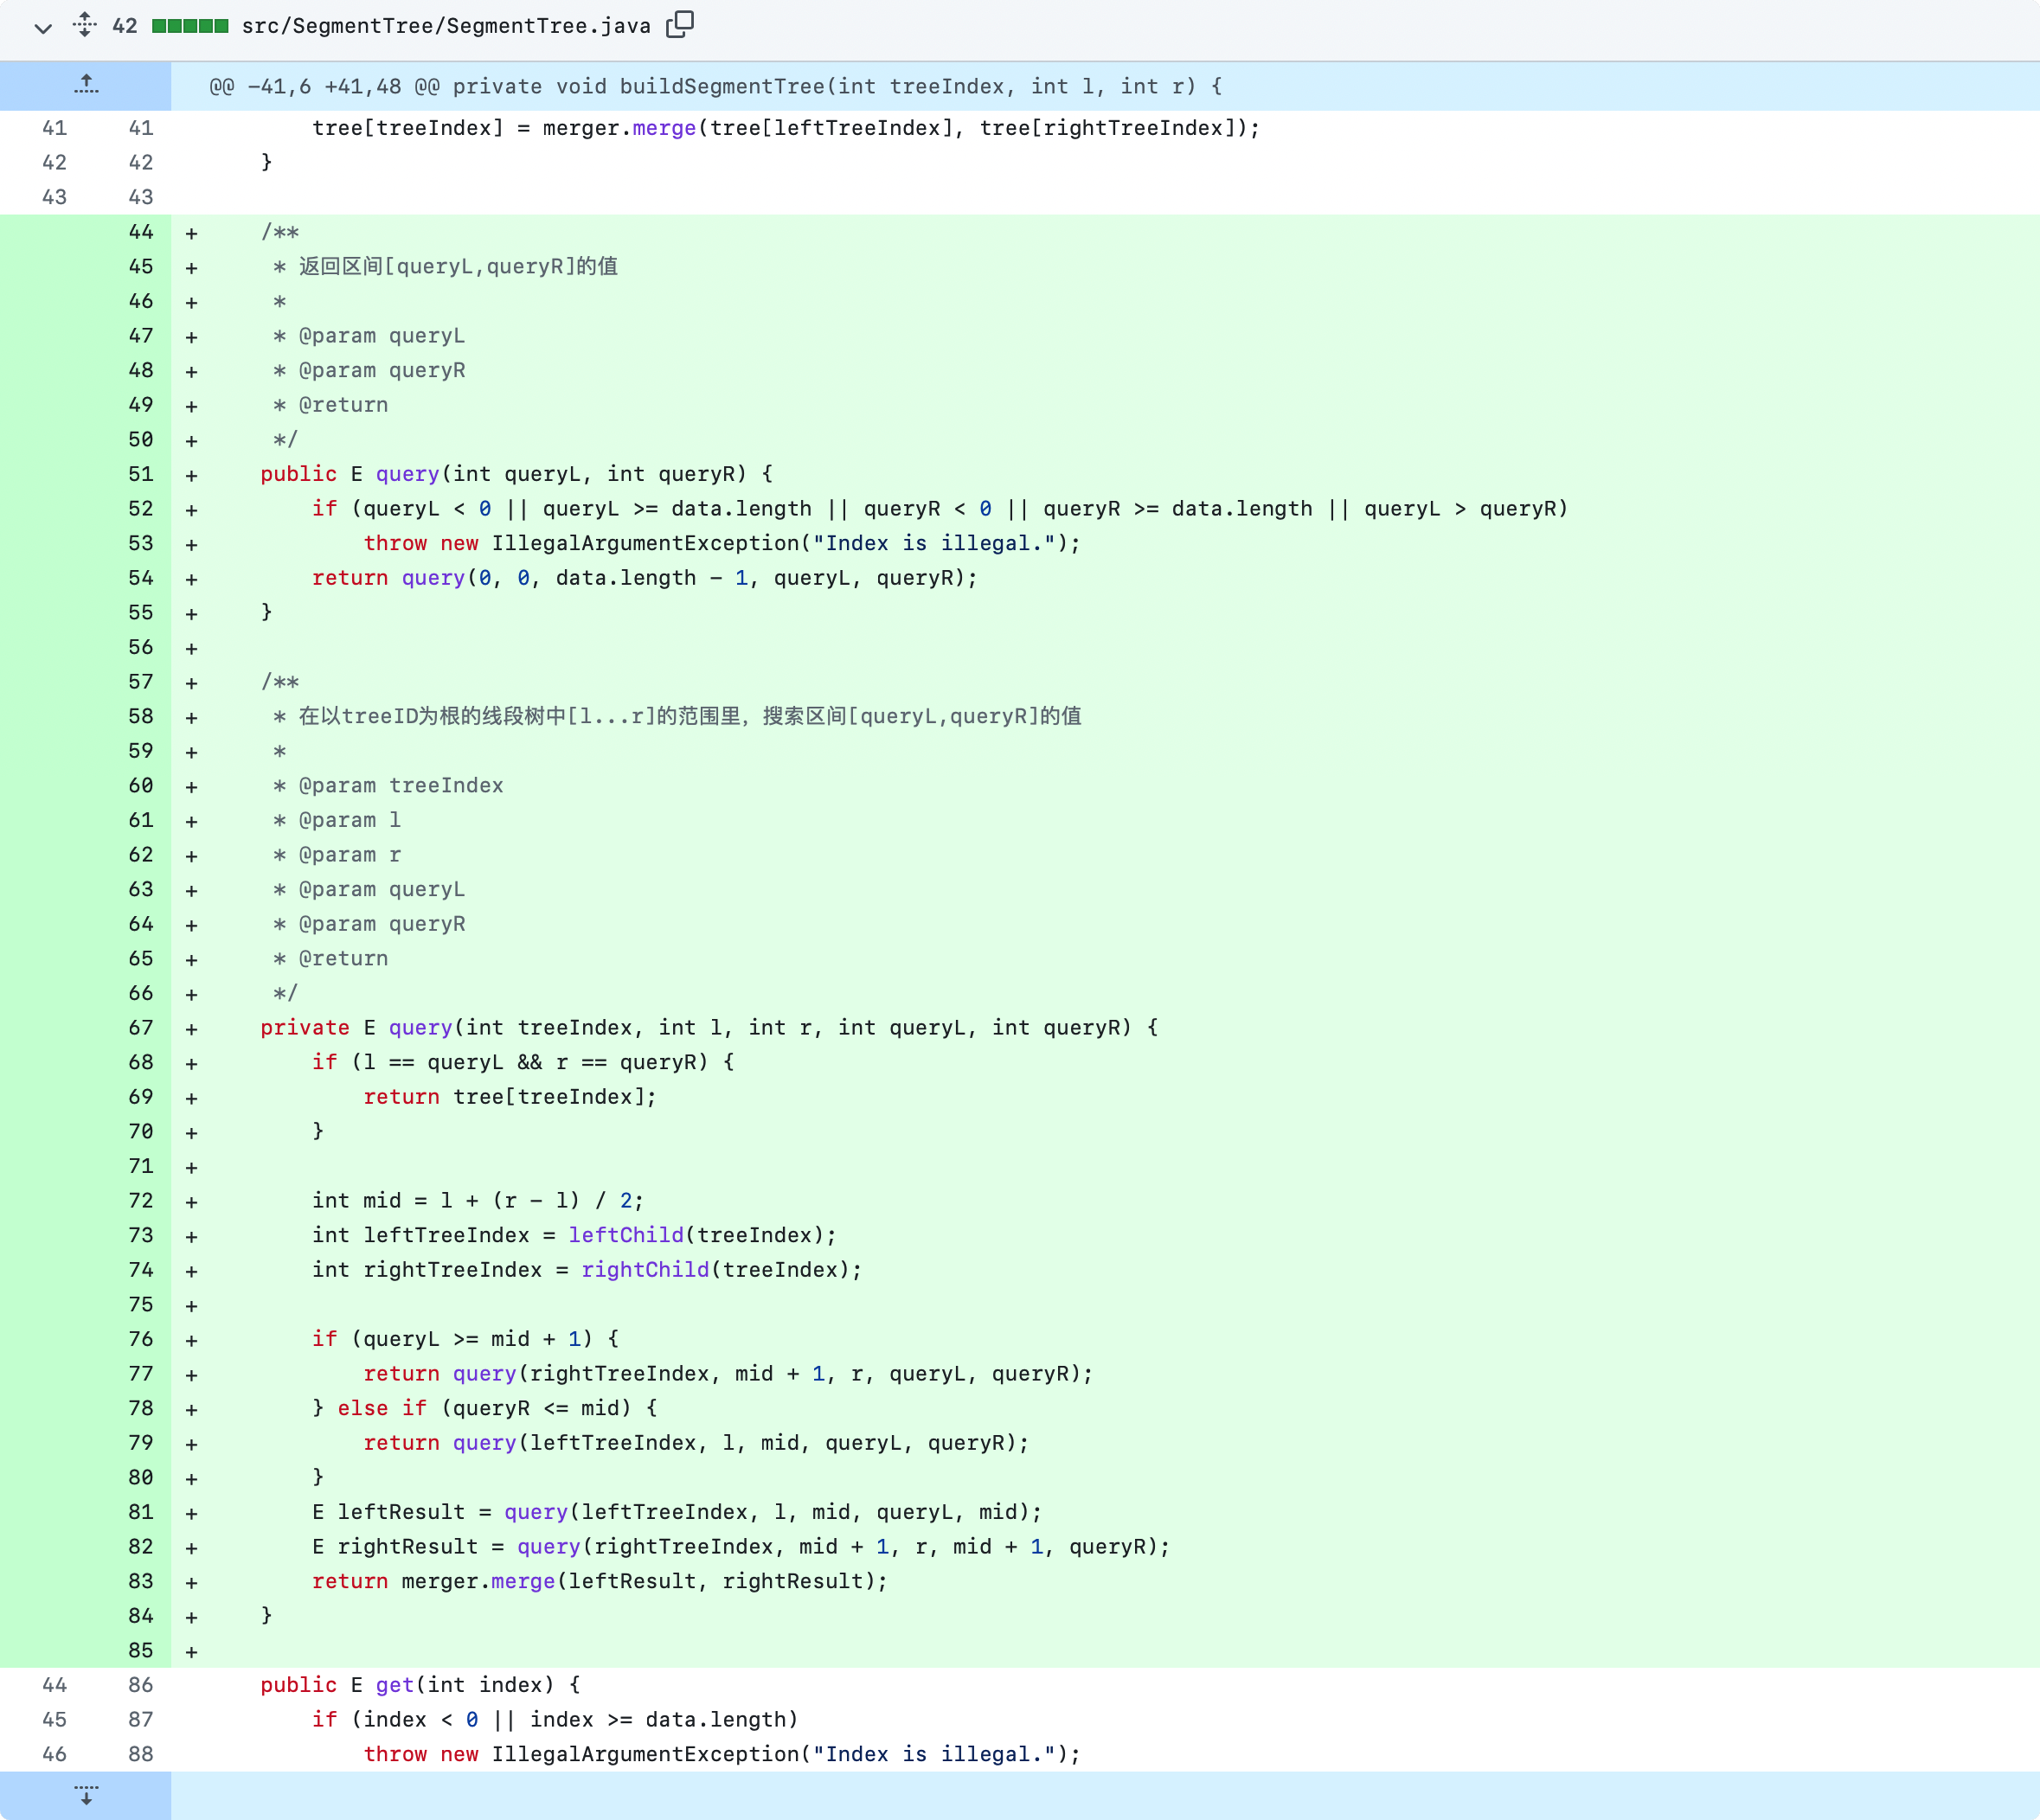 42 src/SegmentTree/SegmentTree.java
@@ -41,6 +41,48 @@ private void buildSegmentTree(int treeIndex, int l, int r) {
41 41 tree[treeIndex] = merger.merge(tree[leftTreeIndex], tree[rightTreeIndex]);
42 42 }
43 43
44 + /**
45 + * 返回区间[queryL,queryR]的值
46 + *
47 + * @param queryL
48 + * @param queryR
49 + * @return
50 + */
51 + public E query(int queryL, int queryR) {
52 + if (queryL < 0 || queryL >= data.length || queryR < 0 || queryR >= data.length || queryL > queryR)
53 + throw new IllegalArgumentException("Index is illegal.");
54 + return query(0, 0, data.length - 1, queryL, queryR);
55 + }
56 +
57 + /**
58 + * 在以treeID为根的线段树中[l...r]的范围里，搜索区间[queryL,queryR]的值
59 + *
60 + * @param treeIndex
61 + * @param l
62 + * @param r
63 + * @param queryL
64 + * @param queryR
65 + * @return
66 + */
67 + private E query(int treeIndex, int l, int r, int queryL, int queryR) {
68 + if (l == queryL && r == queryR) {
69 + return tree[treeIndex];
70 + }
71 +
72 + int mid = l + (r - l) / 2;
73 + int leftTreeIndex = leftChild(treeIndex);
74 + int rightTreeIndex = rightChild(treeIndex);
75 +
76 + if (queryL >= mid + 1) {
77 + return query(rightTreeIndex, mid + 1, r, queryL, queryR);
78 + } else if (queryR <= mid) {
79 + return query(leftTreeIndex, l, mid, queryL, queryR);
80 + }
81 + E leftResult = query(leftTreeIndex, l, mid, queryL, mid);
82 + E rightResult = query(rightTreeIndex, mid + 1, r, mid + 1, queryR);
83 + return merger.merge(leftResult, rightResult);
84 + }
85 +
44 86 public E get(int index) {
45 87 if (index < 0 || index >= data.length)
46 88 throw new IllegalArgumentException("Index is illegal.");